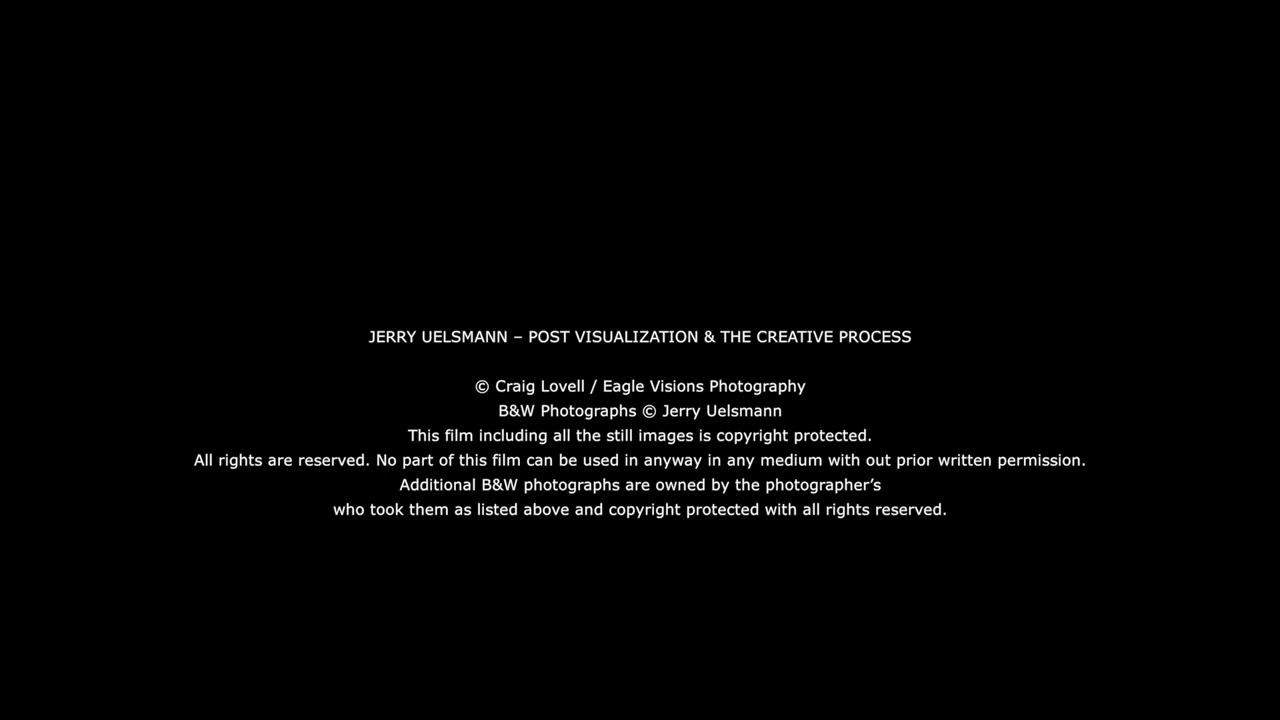 JERRY UELSMANN – POST VISUALIZATION & THE CREATIVE PROCESS
© Craig Lovell / Eagle Visions Photography
B&W Photographs © Jerry Uelsmann
This film including all the still images is copyright protected.
All rights are reserved. No part of this film can be used in anyway in any medium with out prior written permission.
Additional B&W photographs are owned by the photographer’s
who took them as listed above and copyright protected with all rights reserved.